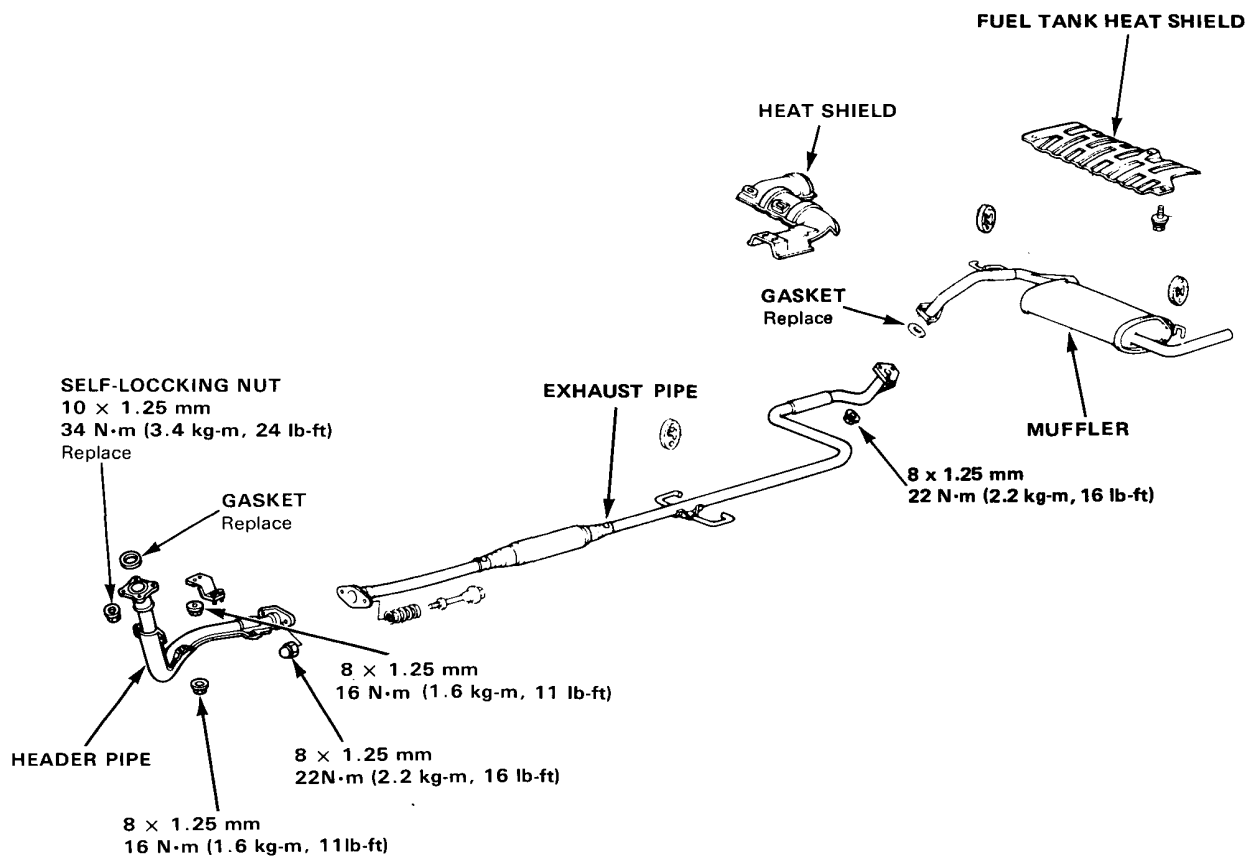 FUEL TANK HEAT SHIELD
HEAT SHIELD
GASKET
Replace
SELF-LOCCKING NUT
10 × 1.25 mm
34 N·m (3.4 kg-m, 24 lb-ft)
Replace
EXHAUST PIPE
MUFFLER
8 x 1.25 mm
22 N·m (2.2 kg-m, 16 lb-ft)
GASKET
Replace
8 × 1.25 mm
16 N·m (1.6 kg-m, 11 lb-ft)
HEADER PIPE
8 × 1.25 mm
22N·m (2.2 kg-m, 16 lb-ft)
8 × 1.25 mm
16 N·m (1.6 kg-m, 11lb-ft)